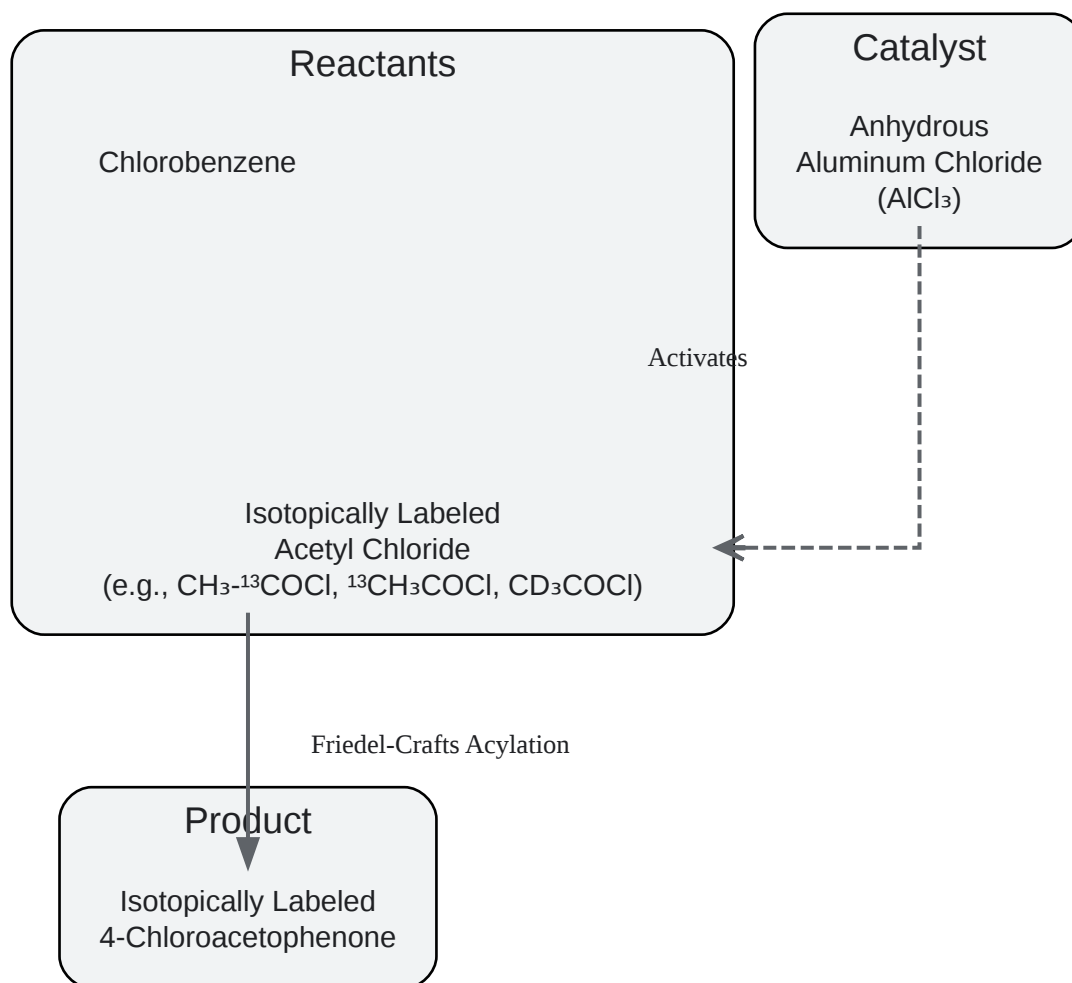 Reactants
Chlorobenzene
Isotopically Labeled
Acetyl Chloride
(e.g., CH₃-¹³COCl, ¹³CH₃COCl, CD₃COCl)
Catalyst
Anhydrous
Aluminum Chloride
(AlCl₃)
Activates
Friedel-Crafts Acylation
Product
Isotopically Labeled
4-Chloroacetophenone